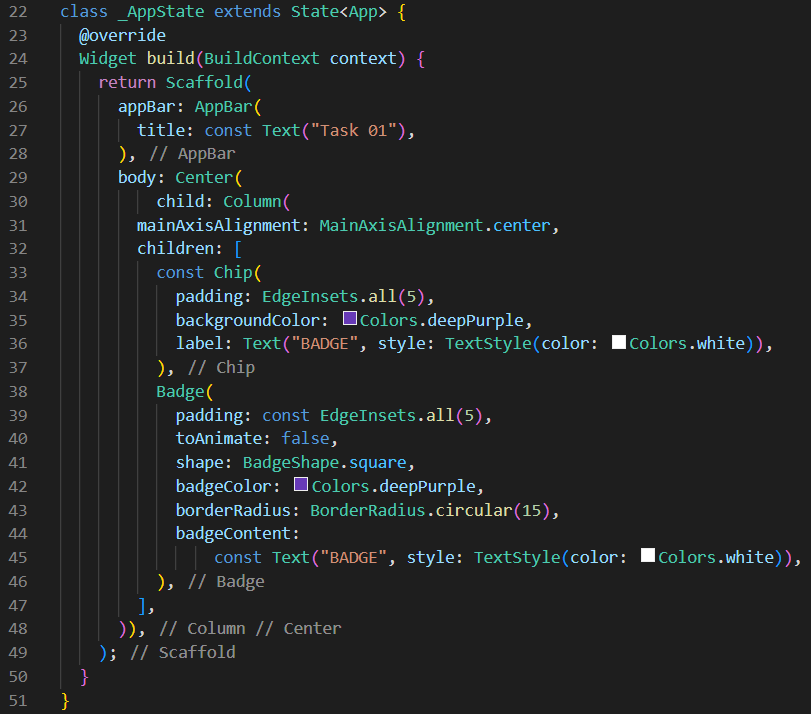 22 class _AppState extends State<App> {
23   @override
24   Widget build(BuildContext context) {
25     return Scaffold(
26       appBar: AppBar(
27         title: const Text("Task 01"),
28       ), // AppBar
29       body: Center(
30           child: Column(
31         mainAxisAlignment: MainAxisAlignment.center,
32         children: [
33           const Chip(
34             padding: EdgeInsets.all(5),
35             backgroundColor: Colors.deepPurple,
36             label: Text("BADGE", style: TextStyle(color: Colors.white)),
37           ), // Chip
38           Badge(
39             padding: const EdgeInsets.all(5),
40             toAnimate: false,
41             shape: BadgeShape.square,
42             badgeColor: Colors.deepPurple,
43             borderRadius: BorderRadius.circular(15),
44             badgeContent:
45                 const Text("BADGE", style: TextStyle(color: Colors.white)),
46           ), // Badge
47         ],
48       )), // Column // Center
49     ); // Scaffold
50   }
51 }